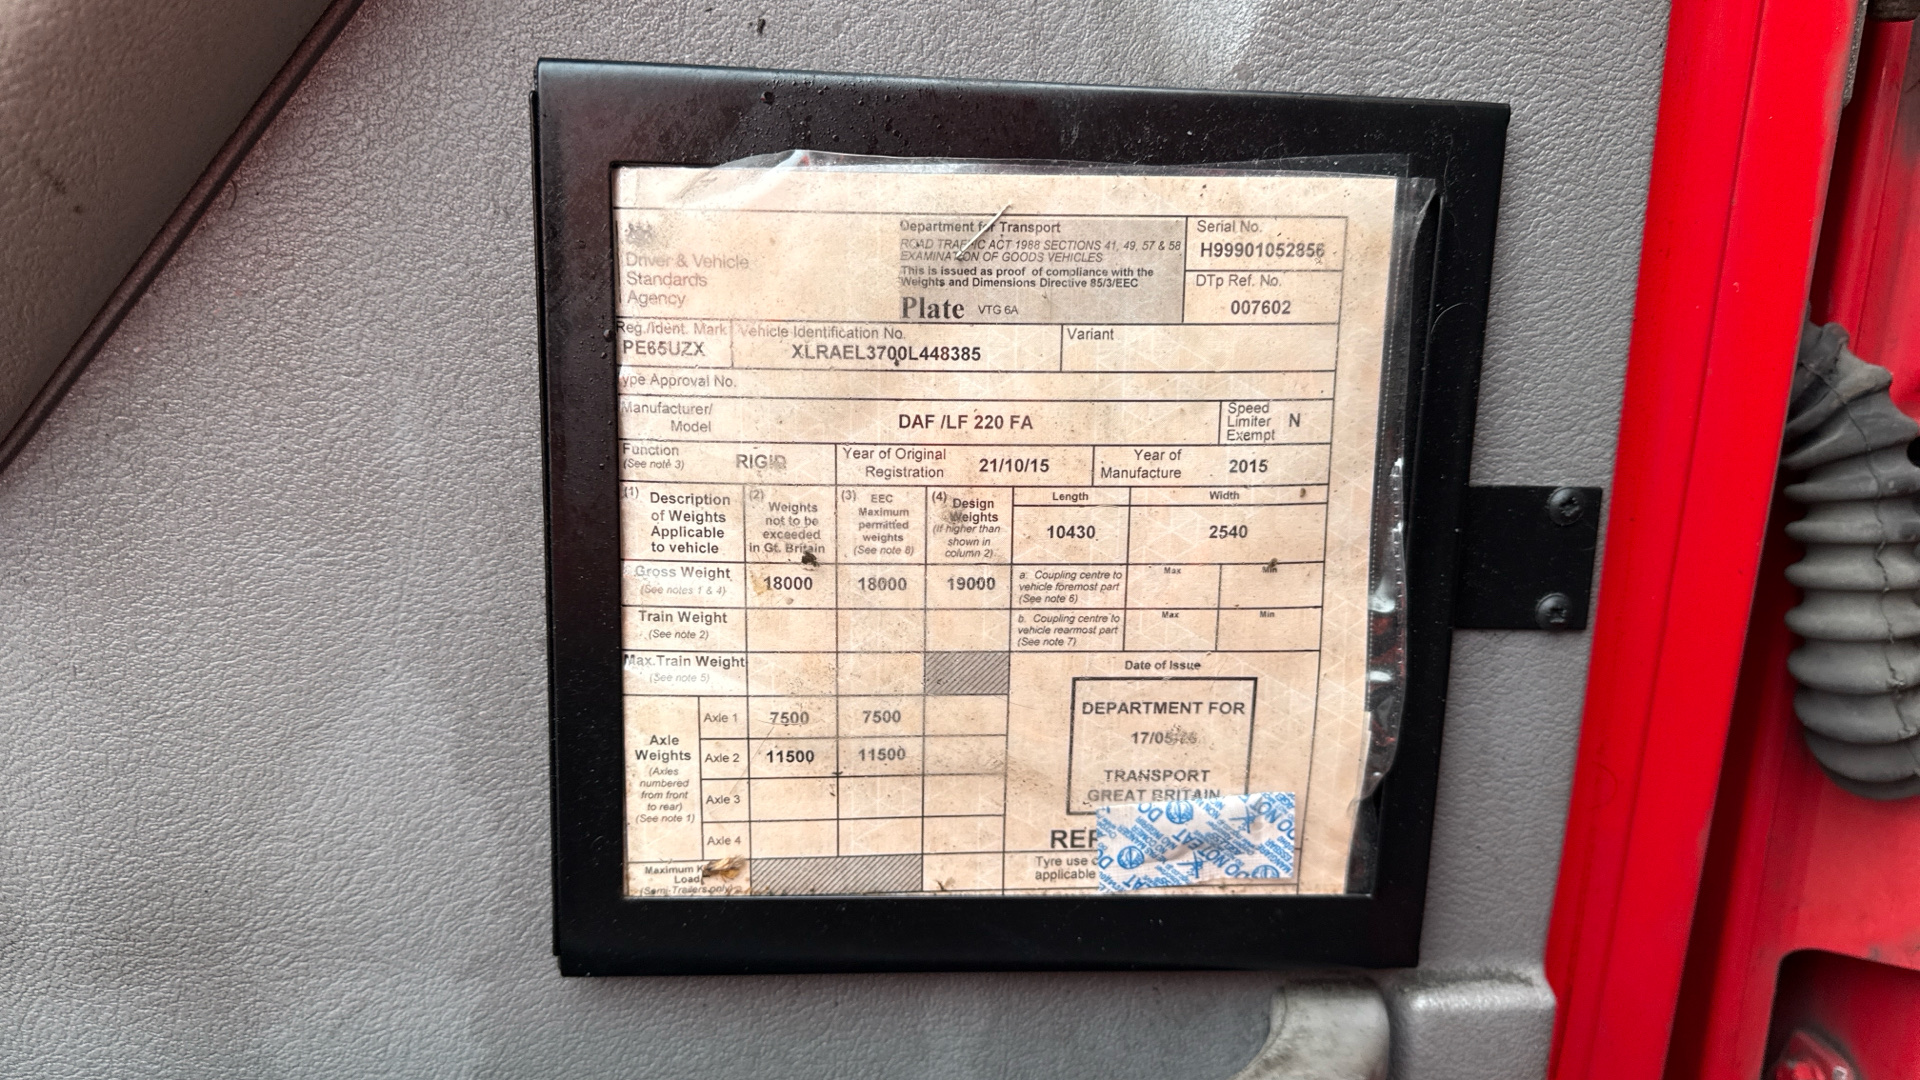 Department for Transport
ROAD TRAFFIC ACT 1988 SECTIONS 41, 49, 57 & 58
EXAMINATION OF GOODS VEHICLES
This is issued as proof of compliance with the
Weights and Dimensions Directive 85/3/EEC
Plate VTG 6A
Driver & Vehicle
Standards
Agency
Serial No.
H99901052856
DTp Ref. No.
007602
Reg./Ident. Mark
PE65UZX
Vehicle Identification No.
XLRAEL3700L448385
Variant
ype Approval No.
Manufacturer/
Model
DAF /LF 220 FA
Speed
Limiter
Exempt
N
Function
(See note 3)
RIGID
Year of Original
Registration
21/10/15
Year of
Manufacture
2015
(1) Description
of Weights
Applicable
to vehicle
(2) Weights
not to be
exceeded
in Gt. Britain
(3) EEC
Maximum
permitted
weights
(See note 8)
(4) Design
Weights
(If higher than
shown in
column 2)
Length
10430
Width
2540
Gross Weight
(See notes 1 & 4)
18000
18000
19000
a. Coupling centre to
vehicle foremost part
(See note 6)
Max
Min
Train Weight
(See note 2)
b. Coupling centre to
vehicle rearmost part
(See note 7)
Max
Min
Max.Train Weight
(See note 5)
Axle
Weights
(Axles
numbered
from front
to rear)
(See note 1)
Axle 1
7500
7500
Axle 2
11500
11500
Axle 3
Axle 4
Maximum K
Load
(Semi-Trailers only)
Date of Issue
DEPARTMENT FOR
17/05/
TRANSPORT
GREAT BRITAIN
REP
Tyre use c
applicable
DO NOT EAT
DO NOT